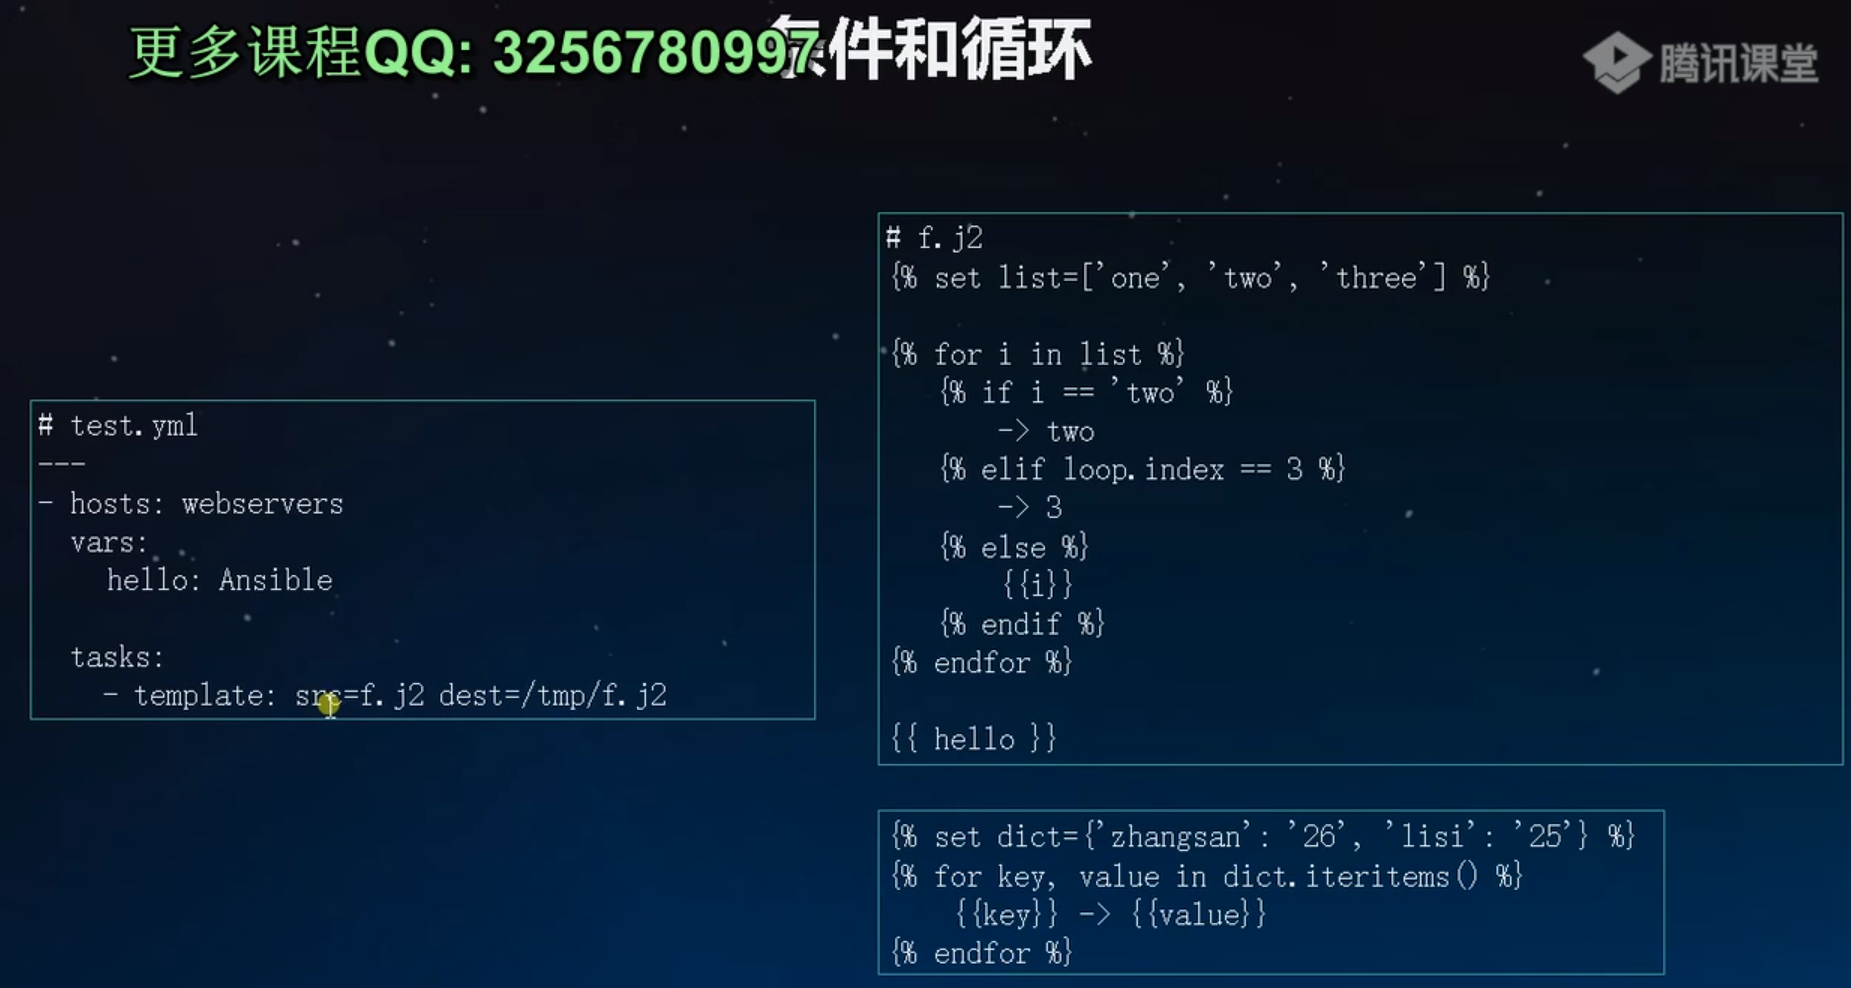 更多课程QQ: 3256780997
条件和循环
腾讯课堂
# test.yml
---
- hosts: webservers
vars:
hello: Ansible
tasks:
- template: src=f.j2 dest=/tmp/f.j2
# f.j2
{% set list=['one', 'two', 'three'] %}
{% for i in list %}
{% if i == 'two' %}
-> two
{% elif loop.index == 3 %}
-> 3
{% else %}
{{i}}
{% endif %}
{% endfor %}
{{ hello }}
{% set dict={'zhangsan': '26', 'lisi': '25'} %}
{% for key, value in dict.iteritems() %}
{{key}} -> {{value}}
{% endfor %}